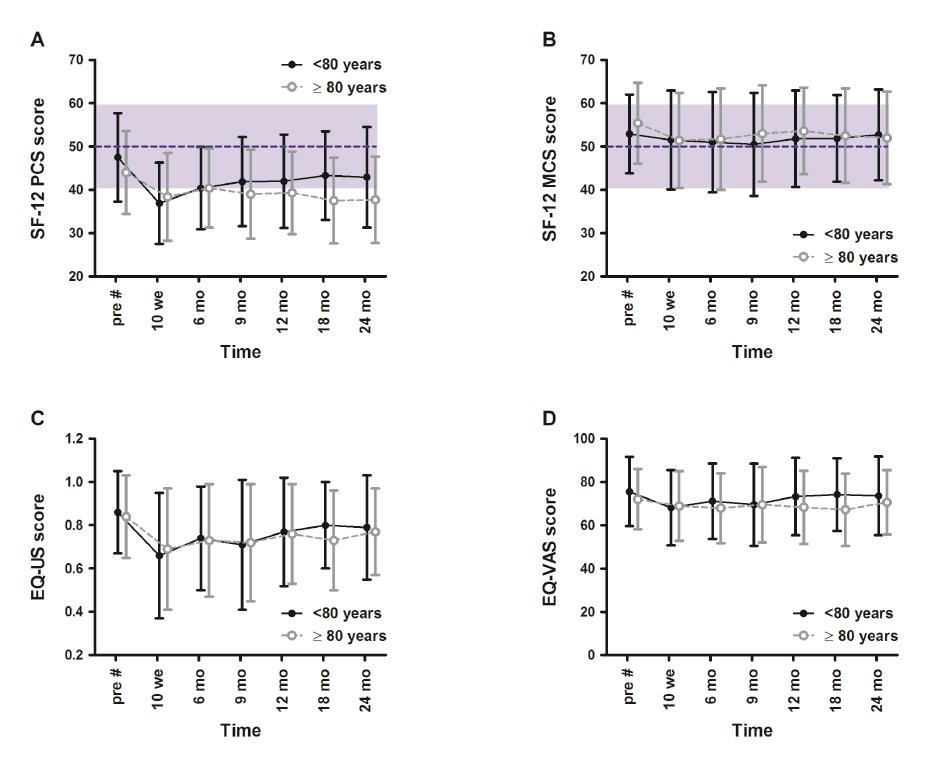 A
SF-12 PCS score
70
60
50
40
30
20
<80 years
≥ 80 years
pre #
10 we
6 mo
9 mo
12 mo
18 mo
24 mo
Time
B
SF-12 MCS score
70
60
50
40
30
20
<80 years
≥ 80 years
pre #
10 we
6 mo
9 mo
12 mo
18 mo
24 mo
Time
C
EQ-US score
1.2
1.0
0.8
0.6
0.4
0.2
<80 years
≥ 80 years
pre #
10 we
6 mo
9 mo
12 mo
18 mo
24 mo
Time
D
EQ-VAS score
100
80
60
40
20
0
<80 years
≥ 80 years
pre #
10 we
6 mo
9 mo
12 mo
18 mo
24 mo
Time